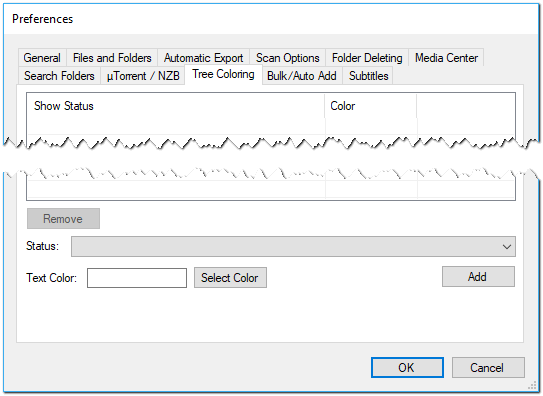 Preferences
General Files and Folders Automatic Export Scan Options Folder Deleting Media Center
Search Folders µTorrent / NZB Tree Coloring Bulk/Auto Add Subtitles
Show Status Color
Remove
Status:
Text Color: Select Color Add
OK Cancel